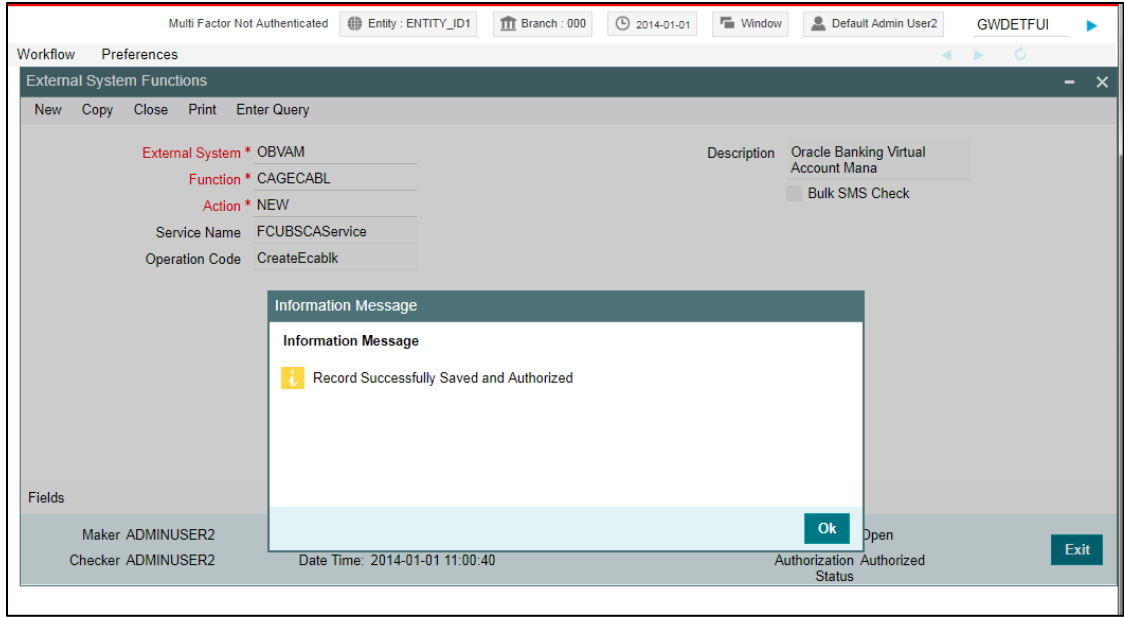 Multi Factor Not Authenticated Entity : ENTITY_ID1 Branch : 000 2014-01-01 Window Default Admin User2 GWDETFUI
Workflow Preferences
External System Functions
New Copy Close Print Enter Query
External System * OBVAM Description Oracle Banking Virtual
Account Mana
Function * CAGECABL
Bulk SMS Check
Action * NEW
Service Name FCUBSCAService
Operation Code CreateEcablk
Information Message
Information Message
Record Successfully Saved and Authorized
Ok
Fields
Maker ADMINUSER2 Open
Checker ADMINUSER2 Date Time: 2014-01-01 11:00:40 Authorization Authorized
Status
Exit